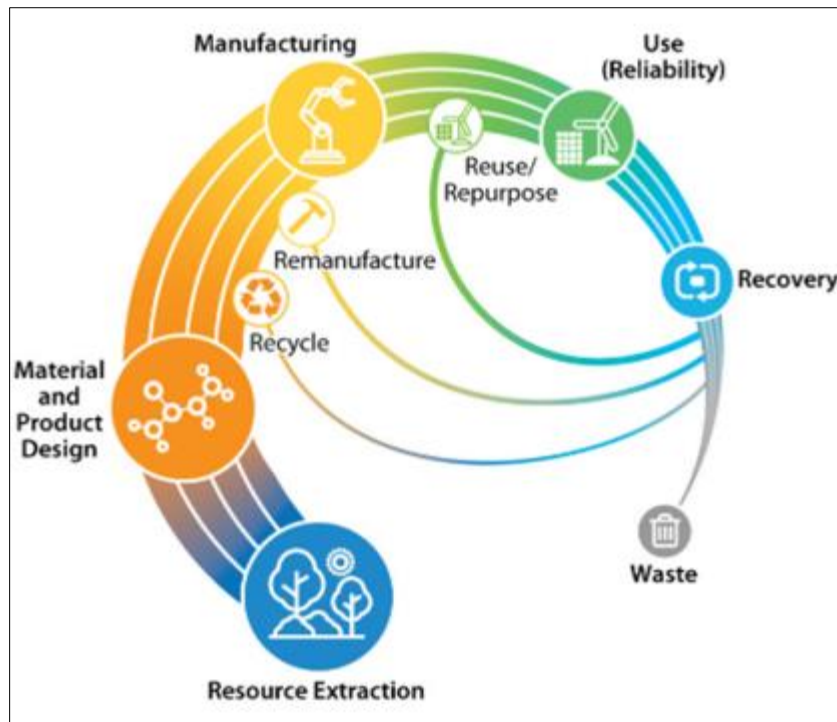 Manufacturing
Use
(Reliability)
Reuse/
Repurpose
Remanufacture
Recovery
Recycle
Material
and
Product
Design
Waste
Resource Extraction